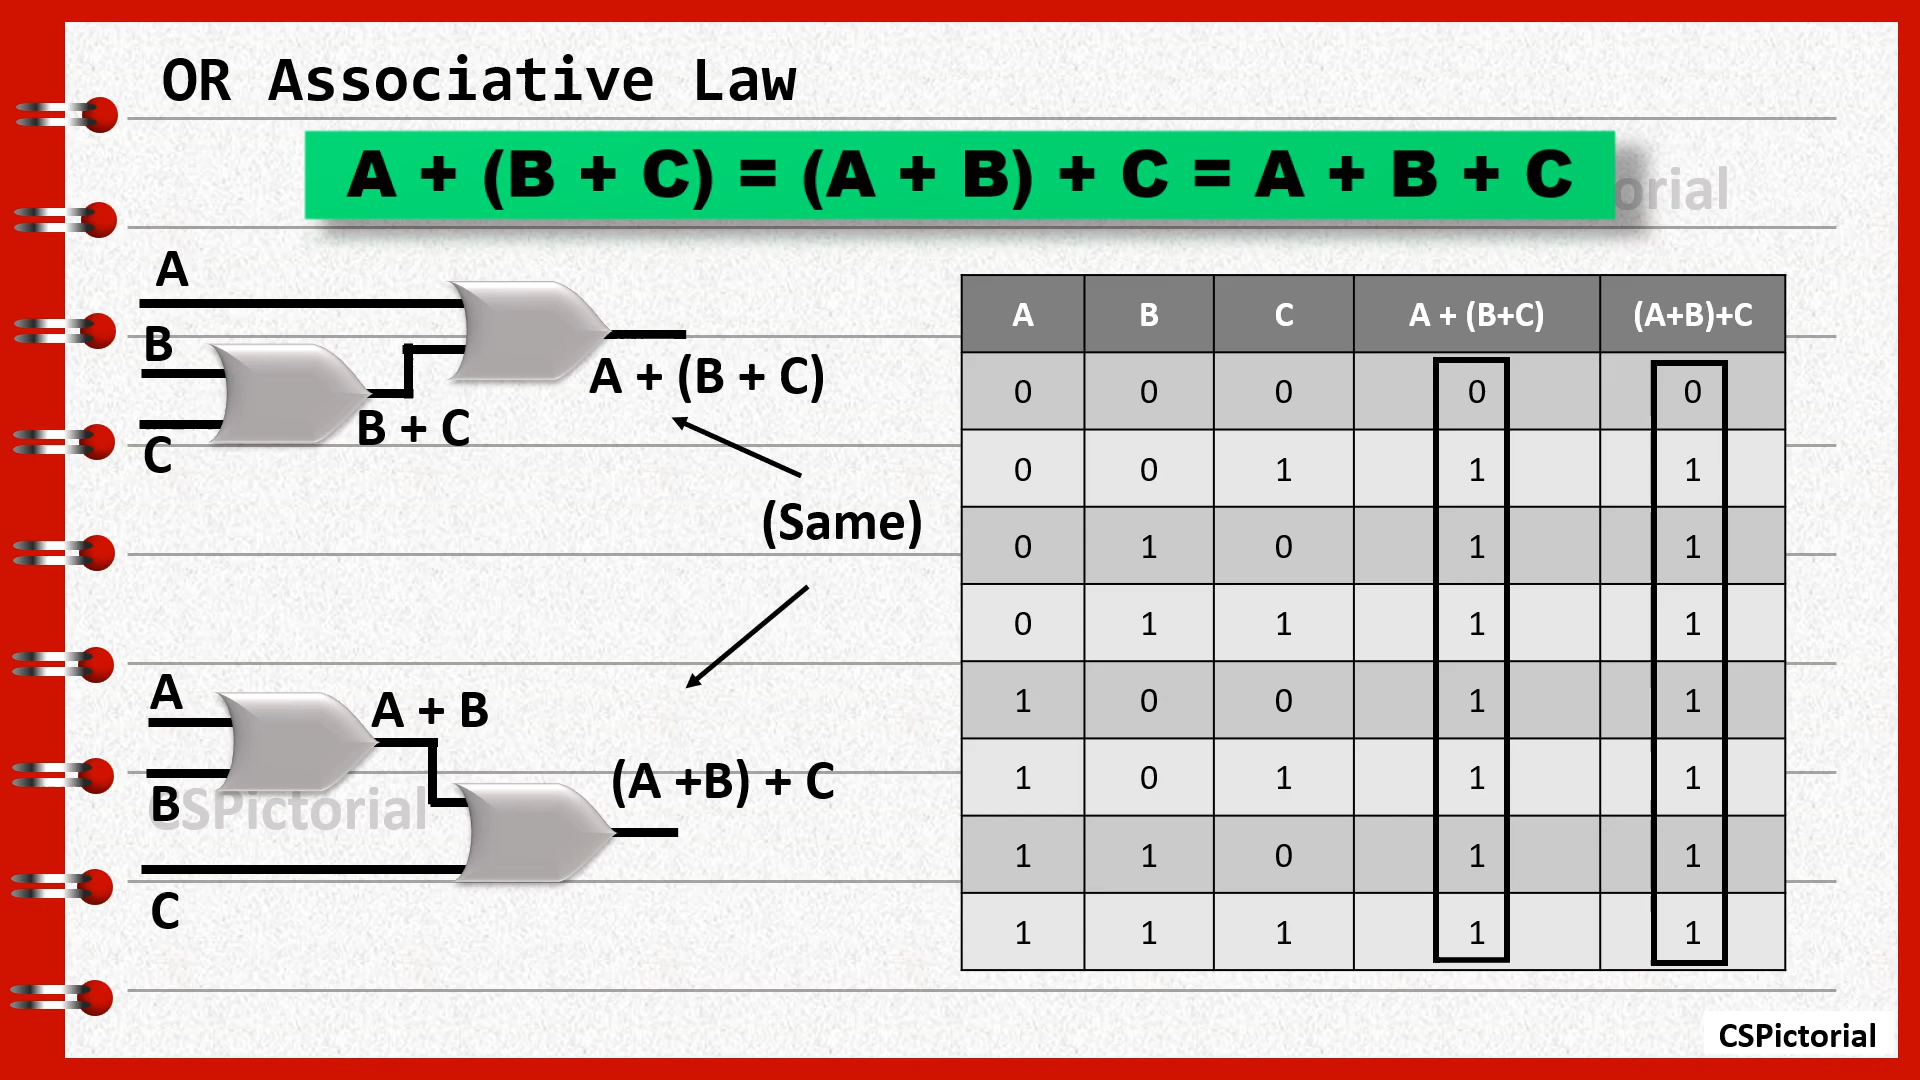 OR Associative Law
A + (B + C) = (A + B) + C = A + B + C
orial
A
B
C
B + C
A + (B + C)
(Same)
A
B
C
A + B
(A +B) + C
CSPictorial
A B C A + (B+C) (A+B)+C
0 0 0 0 0
0 0 1 1 1
0 1 0 1 1
0 1 1 1 1
1 0 0 1 1
1 0 1 1 1
1 1 0 1 1
1 1 1 1 1
CSPictorial